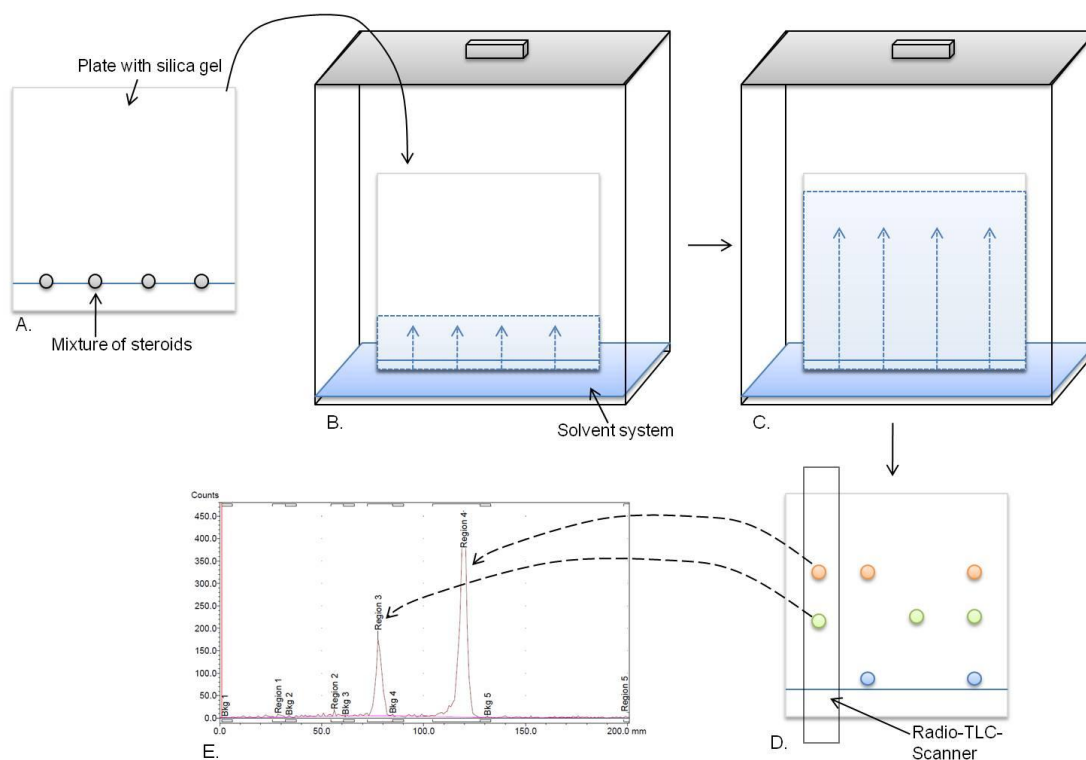 Plate with silica gel
A.
Mixture of steroids
B.
C.
Solvent system
Counts
450.0
400.0
350.0
300.0
250.0
200.0
150.0
100.0
50.0
0.0
Bkg 1
Region 1
Bkg 2
Region 2
Bkg 3
Region 3
Bkg 4
Region 4
Bkg 5
Region 5
0.0 50.0 100.0 150.0 200.0 mm
E.
D.
Radio-TLC-
Scanner